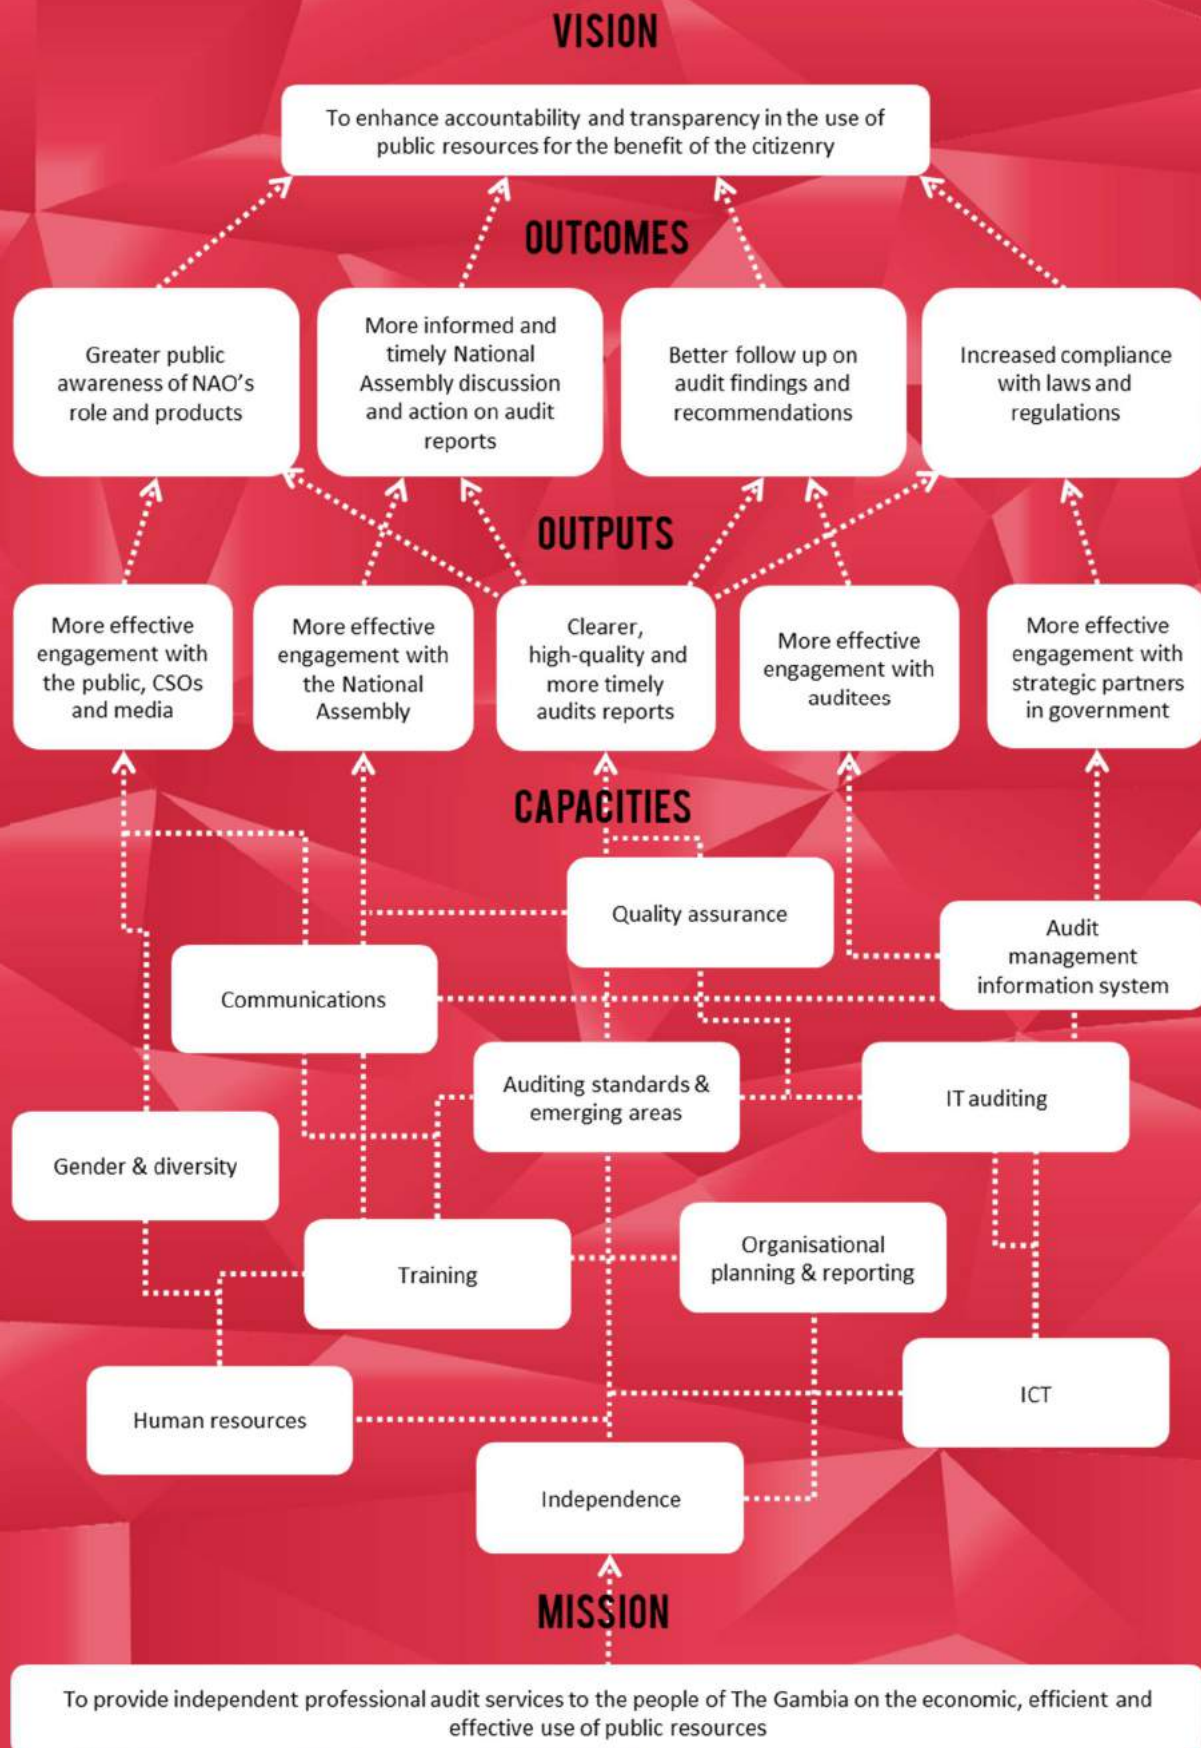 VISION
To enhance accountability and transparency in the use of
public resources for the benefit of the citizenry
OUTCOMES
Greater public
awareness of NAO's
role and products
More informed and
timely National
Assembly discussion
and action on audit
reports
Better follow up on
audit findings and
recommendations
Increased compliance
with laws and
regulations
OUTPUTS
More effective
engagement with
the public, CSOs
and media
More effective
engagement with
the National
Assembly
Clearer,
high-quality and
more timely
audits reports
More effective
engagement with
auditees
More effective
engagement with
strategic partners
in government
CAPACITIES
Quality assurance
Audit
management
information system
Communications
Auditing standards &
emerging areas
IT auditing
Gender & diversity
Training
Organisational
planning & reporting
Human resources
ICT
Independence
MISSION
To provide independent professional audit services to the people of The Gambia on the economic, efficient and
effective use of public resources